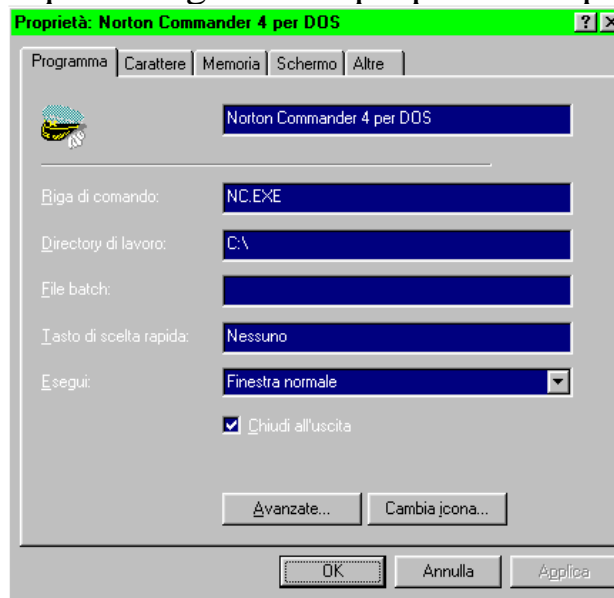 Proprietà: Norton Commander 4 per DOS
Programma Carattere Memoria Schermo Altre
Norton Commander 4 per DOS
Riga di comando: NC.EXE
Directory di lavoro: C:\
File batch:
Tasto di scelta rapida: Nessuno
Esegui: Finestra normale
Chiudi all'uscita
Avanzate... Cambia icona...
OK Annulla Applica